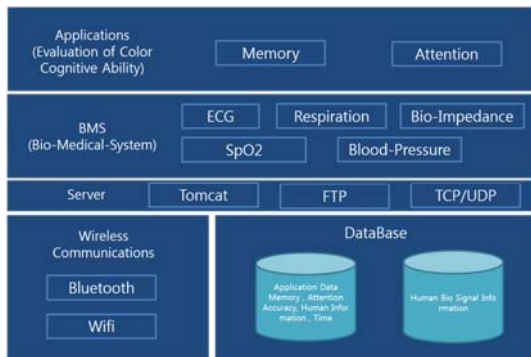 Applications
(Evaluation of Color
Cognitive Ability)
Memory
Attention
BMS
(Bio-Medical-System)
ECG
Respiration
Bio-Impedance
SpO2
Blood-Pressure
Server
Tomcat
FTP
TCP/UDP
Wireless
Communications
Bluetooth
Wifi
DataBase
Application Data
Memory , Attention
Accuracy, Human Infor
mation , Time
Human Bio Signal Info
rmation